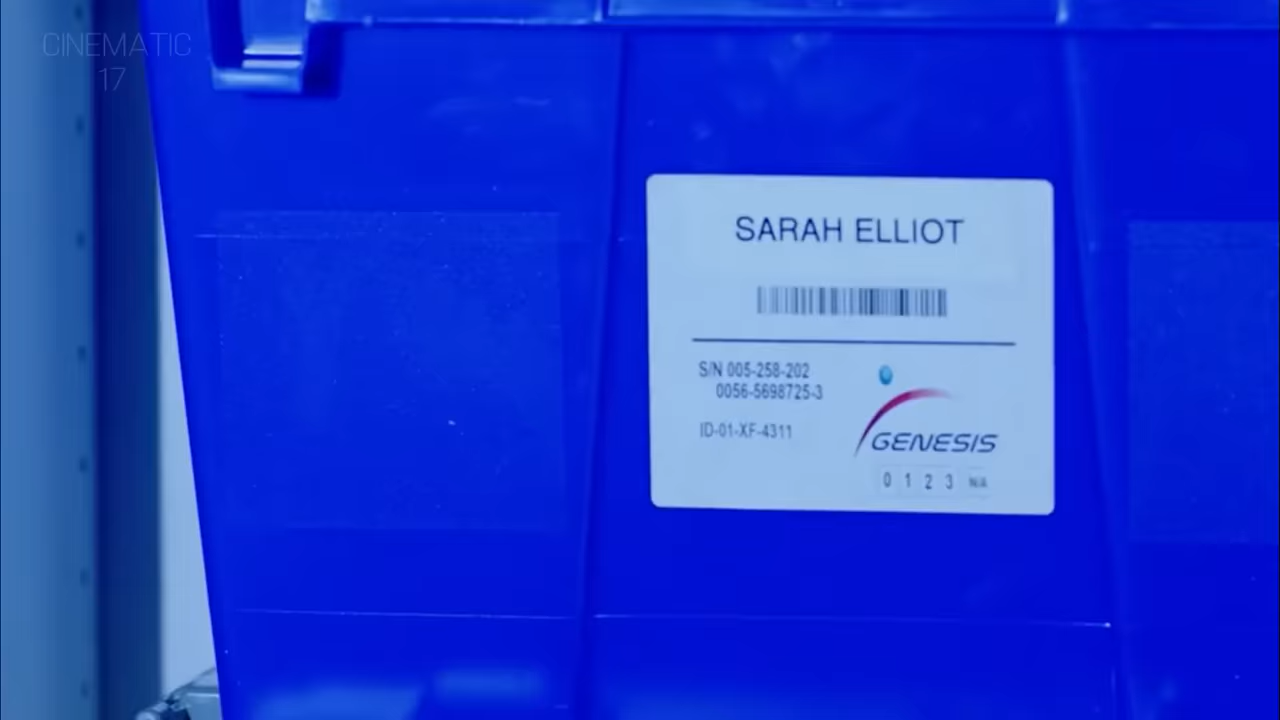 CINEMATIC
17
SARAH ELLIOT
S/N 005-258-202
0056-5698725-3
ID-01-XF-4311
GENESIS
0 1 2 3 N/A